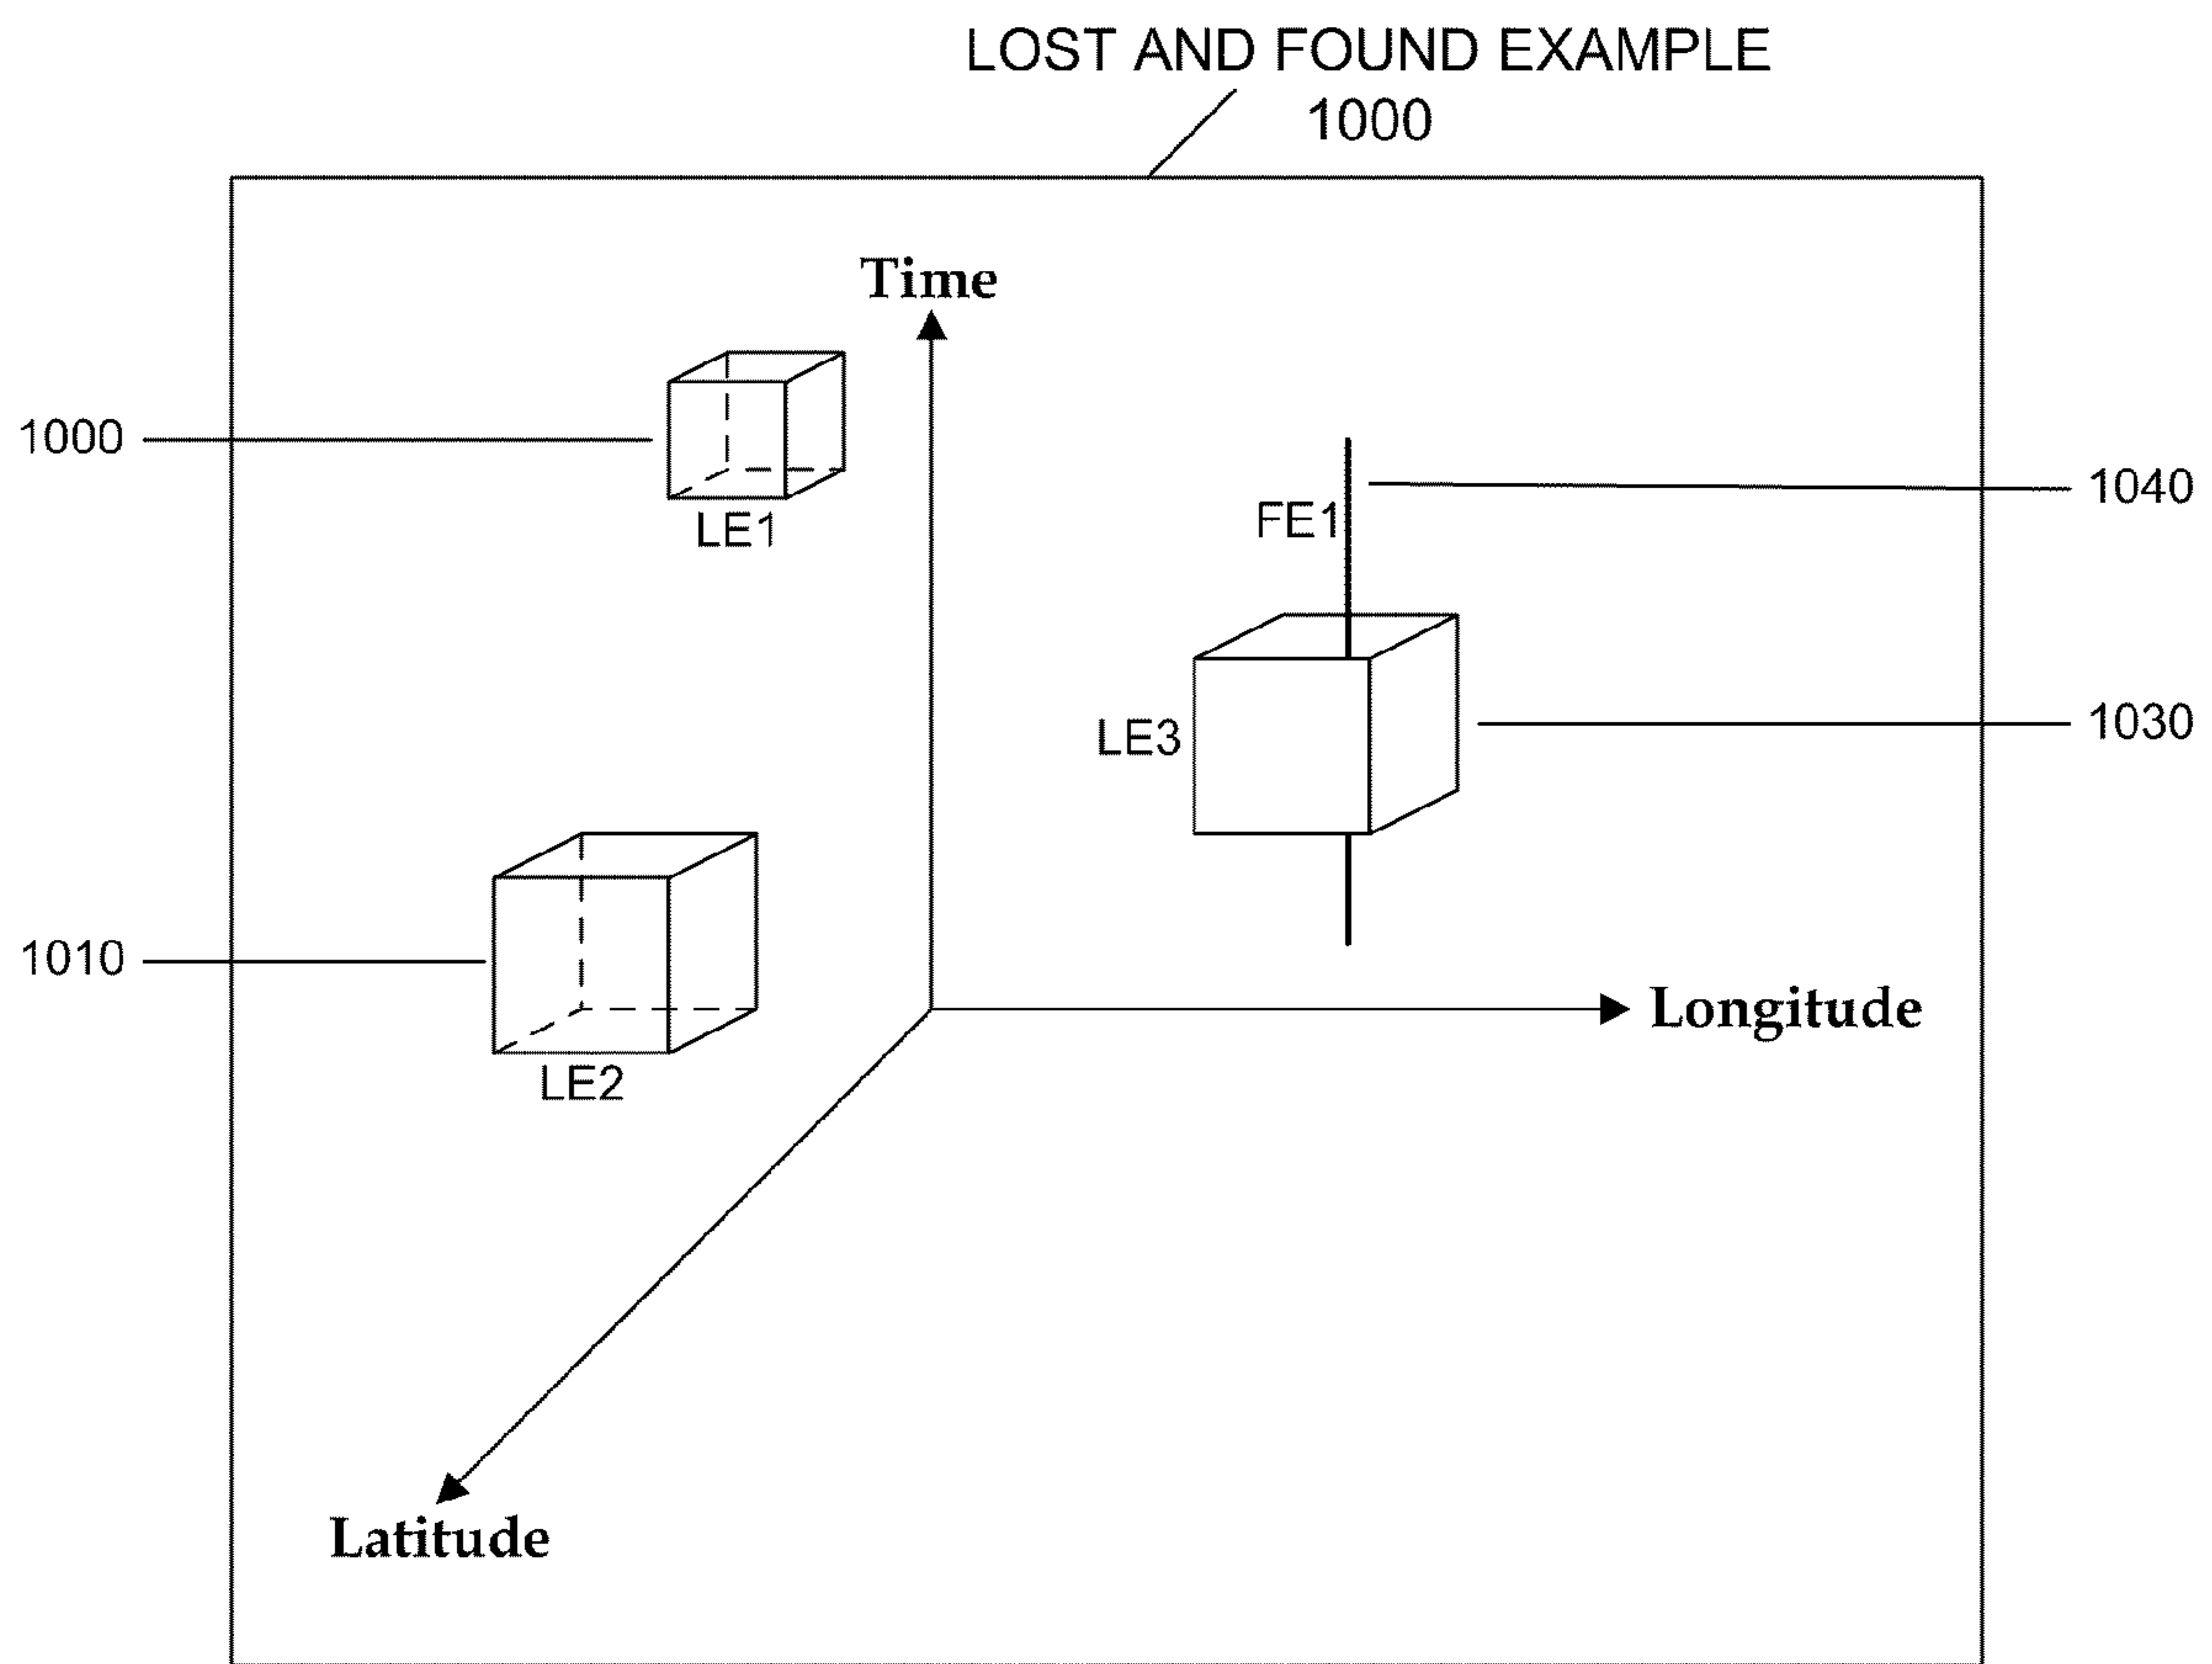 LOST AND FOUND EXAMPLE
1000
Time
1000
LE1
FE1
1040
LE3
1030
1010
LE2
Longitude
Latitude